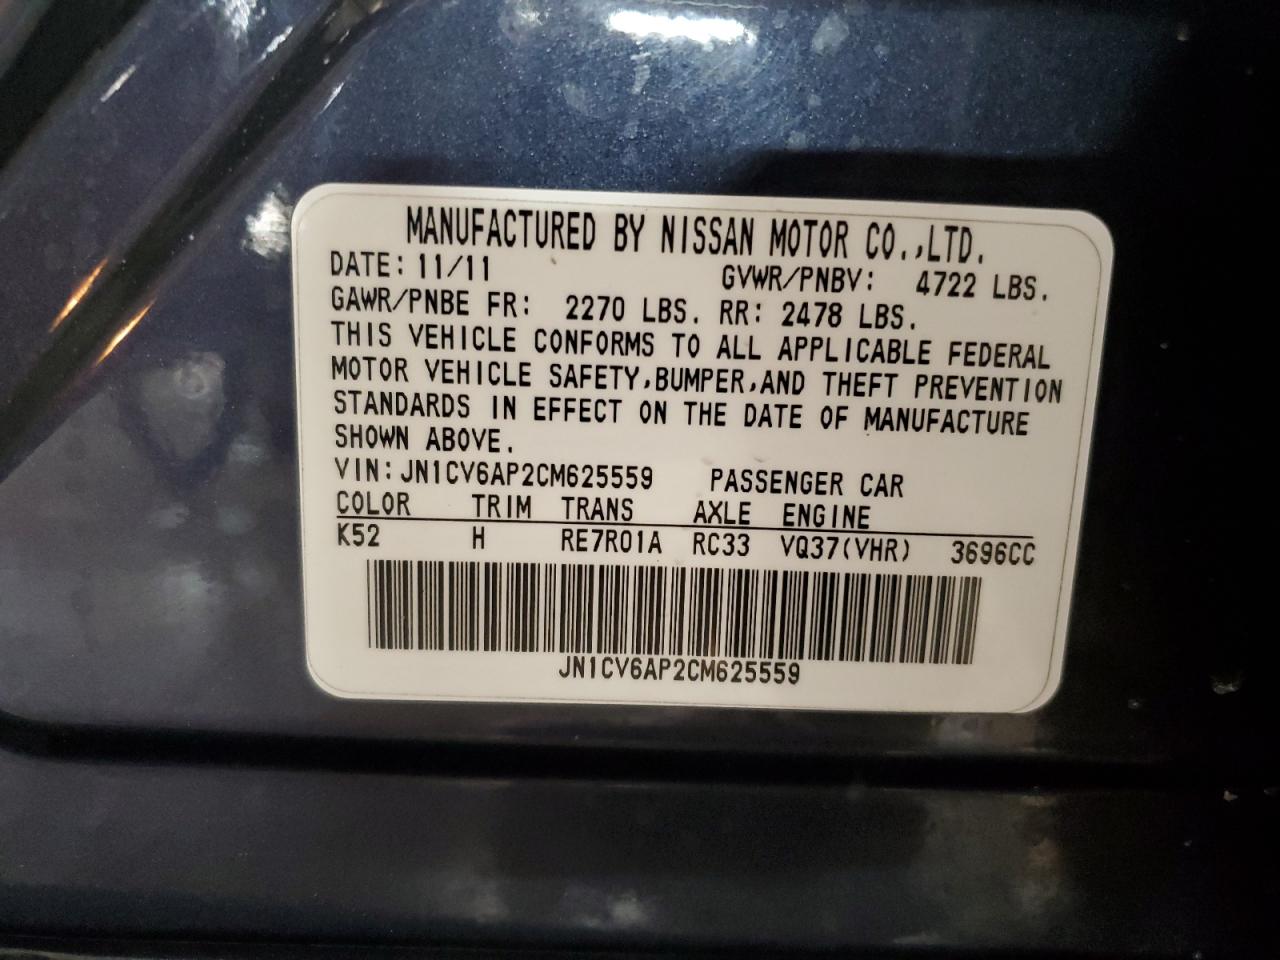 MANUFACTURED BY NISSAN MOTOR CO.,LTD.
DATE: 11/11 GVWR/PNBV: 4722 LBS.
GAWR/PNBE FR: 2270 LBS. RR: 2478 LBS.
THIS VEHICLE CONFORMS TO ALL APPLICABLE FEDERAL
MOTOR VEHICLE SAFETY,BUMPER,AND THEFT PREVENTION
STANDARDS IN EFFECT ON THE DATE OF MANUFACTURE
SHOWN ABOVE.
VIN:JN1CV6AP2CM625559 PASSENGER CAR
COLOR TRIM TRANS AXLE ENGINE
K52 H RE7R01A RC33 VQ37(VHR) 3696CC
JN1CV6AP2CM625559